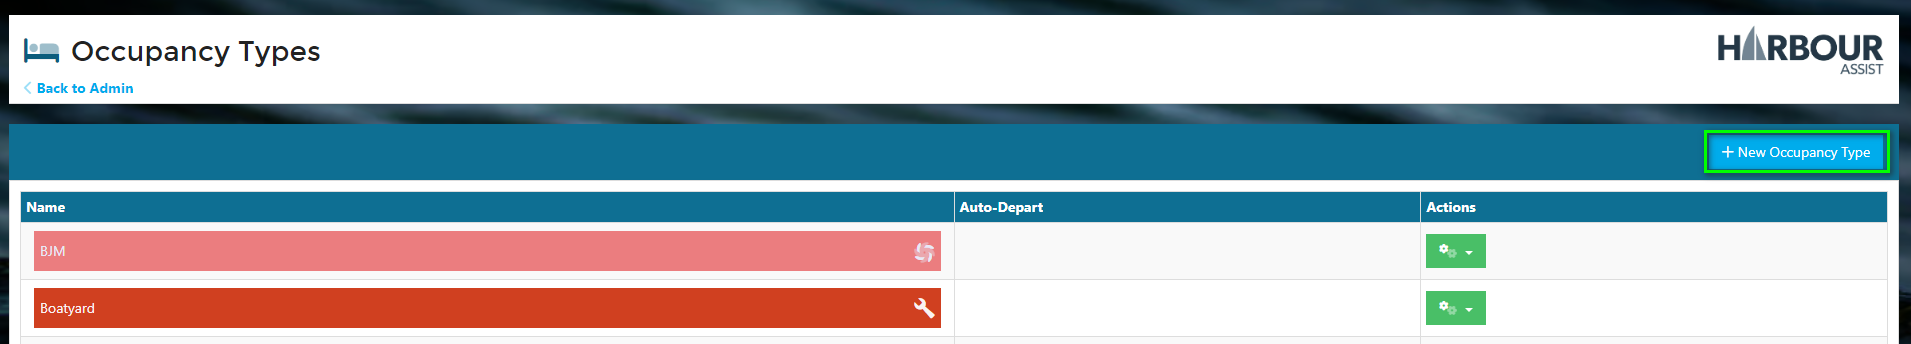 Occupancy Types
HARBOUR
ASSIST
Back to Admin
+ New Occupancy Type
Name Auto-Depart Actions
BJM
Boatyard